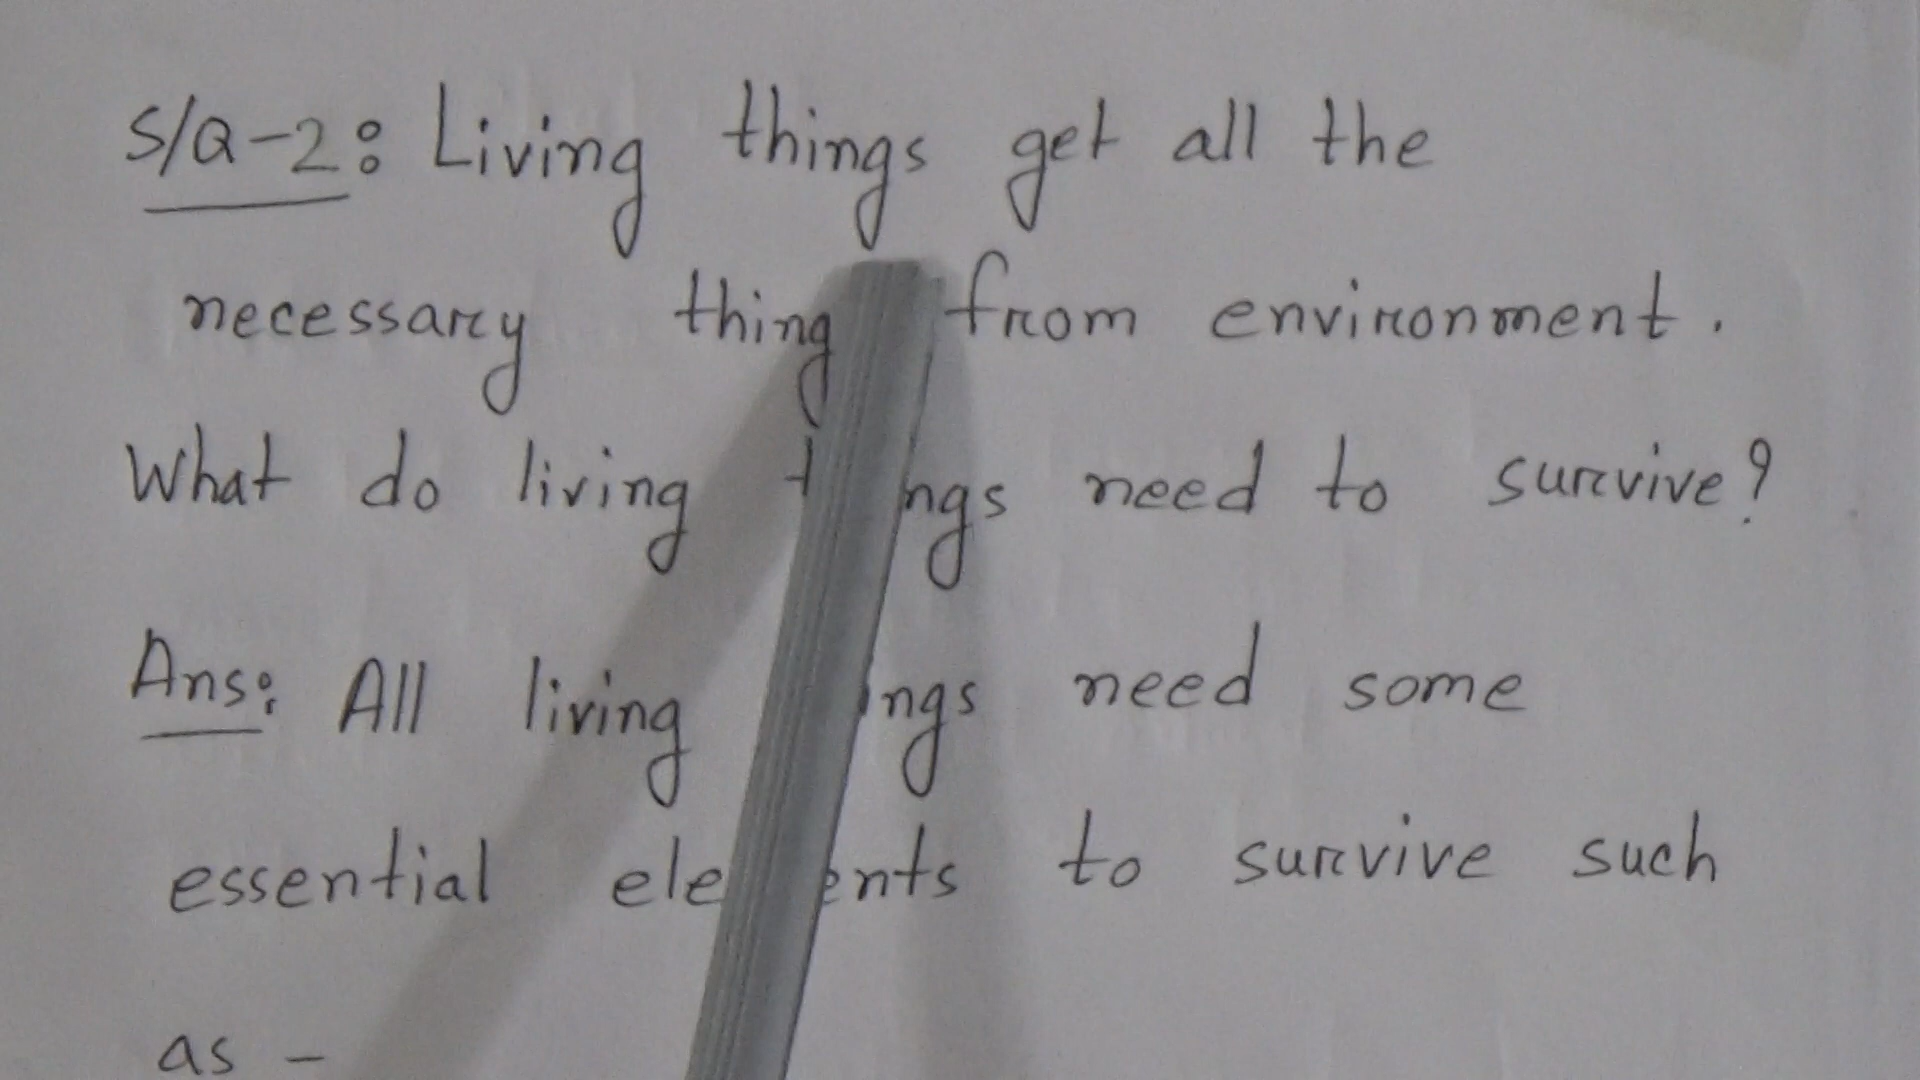 S/Q-2: Living things get all the
necessary thing from environment.
What do living need to survive?
Ans: All living need some
essential to survive such
as -